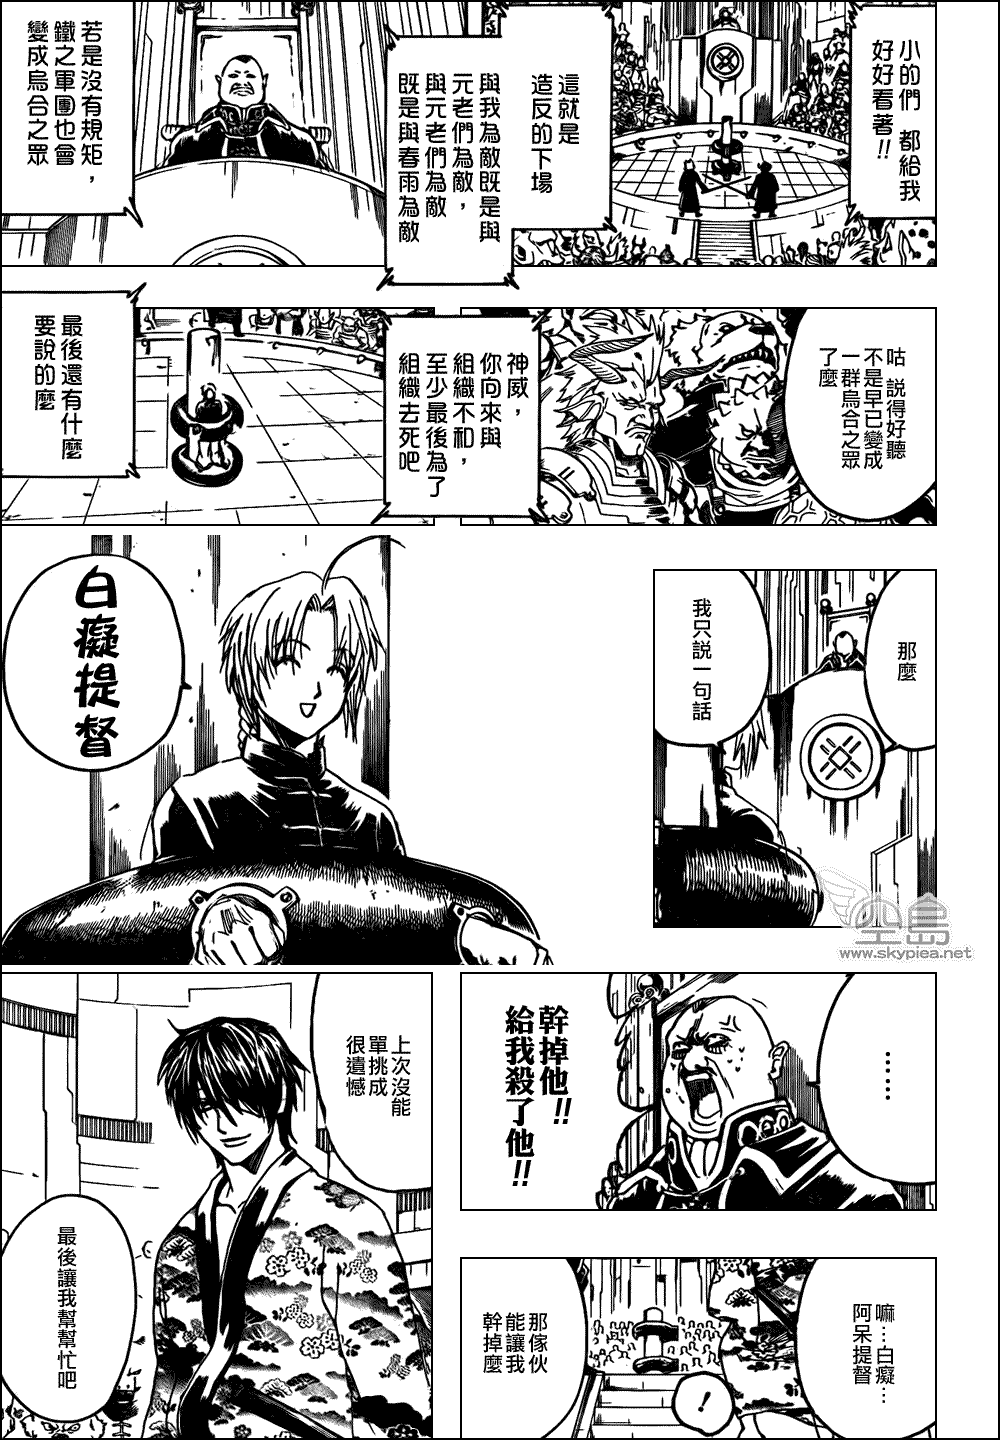 小的們 都給我
好好看著!!
這就是
造反的下場
與我為敵既是與
元老們為敵，
與元老們為敵
既是與春雨為敵
若是沒有規矩，
鐵之軍團也會
變成烏合之眾
咕 說得好聽
不是早已變成
一群烏合之眾
了麼
神威，
你向來與
組織不和，
至少最後為了
組織去死吧
最後還有什麼
要說的麼
那麼
我只說一句話
白癡提督
……
幹掉他!!
給我殺了他!!
嘛…白癡…
阿呆提督
！
那傢伙
能讓我
幹掉麼
上次沒能
單挑成
很遺憾
最後讓我幫幫忙吧
空島
www.skypiea.net